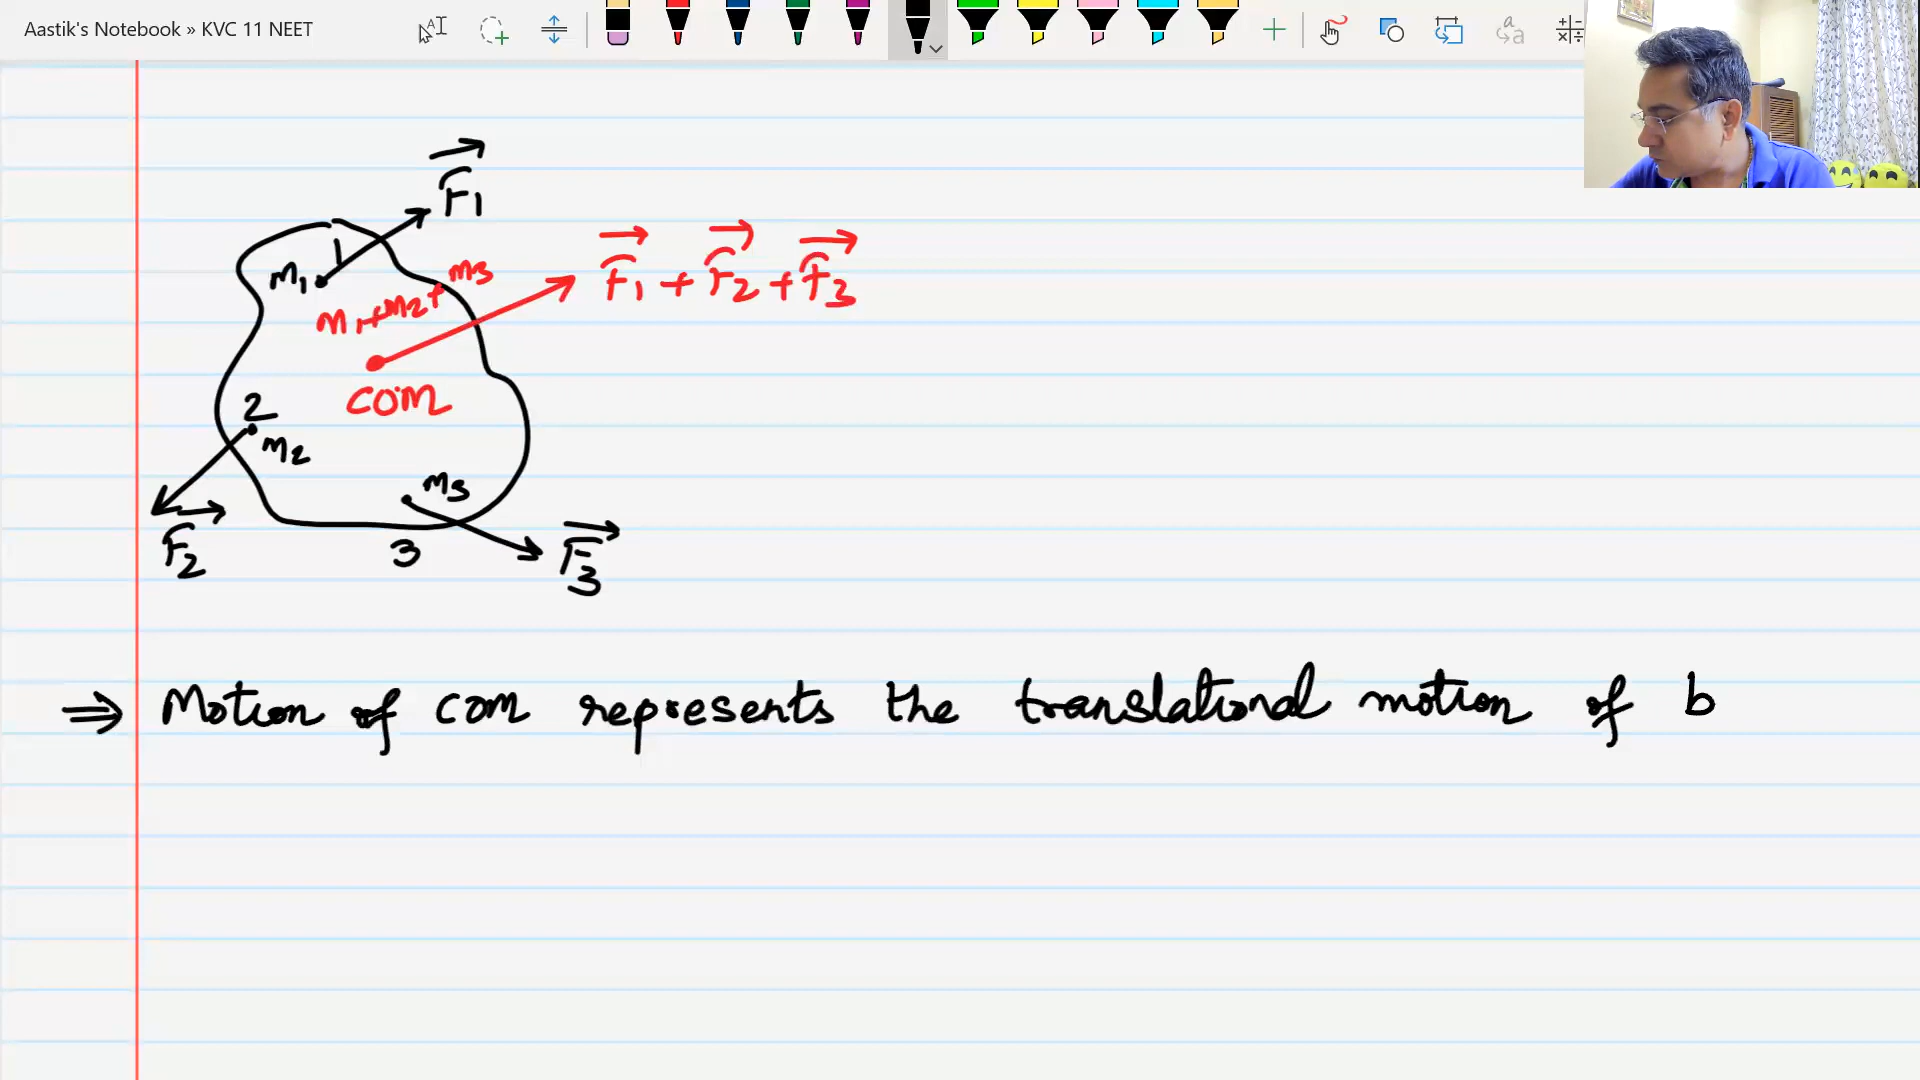 Aastik's Notebook » KVC 11 NEET
F1
1
m1
m1+m2+m3
F1 + F2 + F3
COM
2
m2
m3
F2
3
F3
⇒ Motion of com represents the translational motion of b